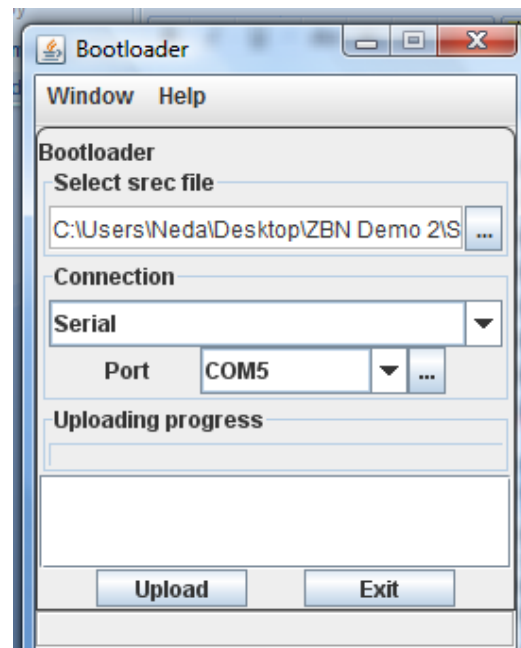 Bootloader
Window Help
Bootloader
Select srec file
C:\Users\Neda\Desktop\ZBN Demo 2\S ...
Connection
Serial
Port COM5 ...
Uploading progress
Upload Exit